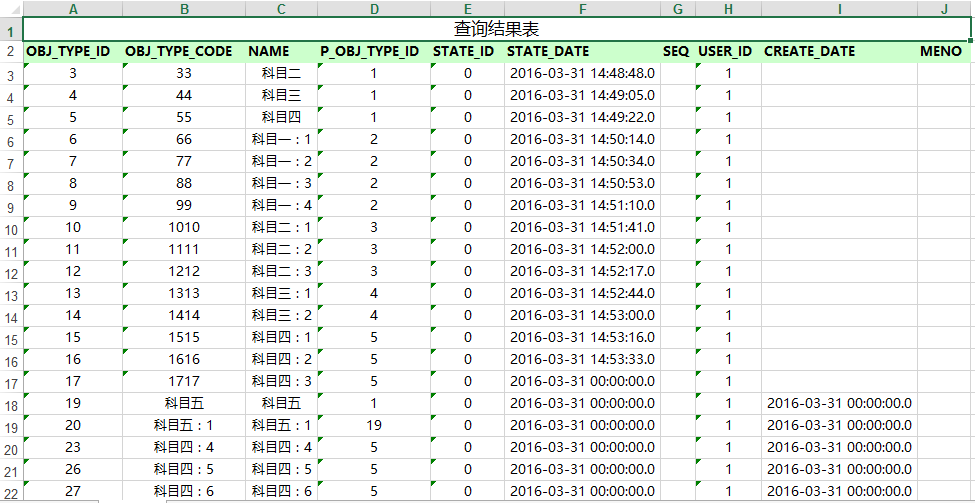 A B C D E F G H I J
1 查询结果表
2 OBJ_TYPE_ID OBJ_TYPE_CODE NAME P_OBJ_TYPE_ID STATE_ID STATE_DATE SEQ USER_ID CREATE_DATE MENO
3 3 33 科目二 1 0 2016-03-31 14:48:48.0 1
4 4 44 科目三 1 0 2016-03-31 14:49:05.0 1
5 5 55 科目四 1 0 2016-03-31 14:49:22.0 1
6 6 66 科目一：1 2 0 2016-03-31 14:50:14.0 1
7 7 77 科目一：2 2 0 2016-03-31 14:50:34.0 1
8 8 88 科目一：3 2 0 2016-03-31 14:50:53.0 1
9 9 99 科目一：4 2 0 2016-03-31 14:51:10.0 1
10 10 1010 科目二：1 3 0 2016-03-31 14:51:41.0 1
11 11 1111 科目二：2 3 0 2016-03-31 14:52:00.0 1
12 12 1212 科目二：3 3 0 2016-03-31 14:52:17.0 1
13 13 1313 科目三：1 4 0 2016-03-31 14:52:44.0 1
14 14 1414 科目三：2 4 0 2016-03-31 14:53:00.0 1
15 15 1515 科目四：1 5 0 2016-03-31 14:53:16.0 1
16 16 1616 科目四：2 5 0 2016-03-31 14:53:33.0 1
17 17 1717 科目四：3 5 0 2016-03-31 00:00:00.0 1
18 19 科目五 科目五 1 0 2016-03-31 00:00:00.0 1 2016-03-31 00:00:00.0
19 20 科目五：1 科目五：1 19 0 2016-03-31 00:00:00.0 1 2016-03-31 00:00:00.0
20 23 科目四：4 科目四：4 5 0 2016-03-31 00:00:00.0 1 2016-03-31 00:00:00.0
21 26 科目四：5 科目四：5 5 0 2016-03-31 00:00:00.0 1 2016-03-31 00:00:00.0
22 27 科目四：6 科目四：6 5 0 2016-03-31 00:00:00.0 1 2016-03-31 00:00:00.0